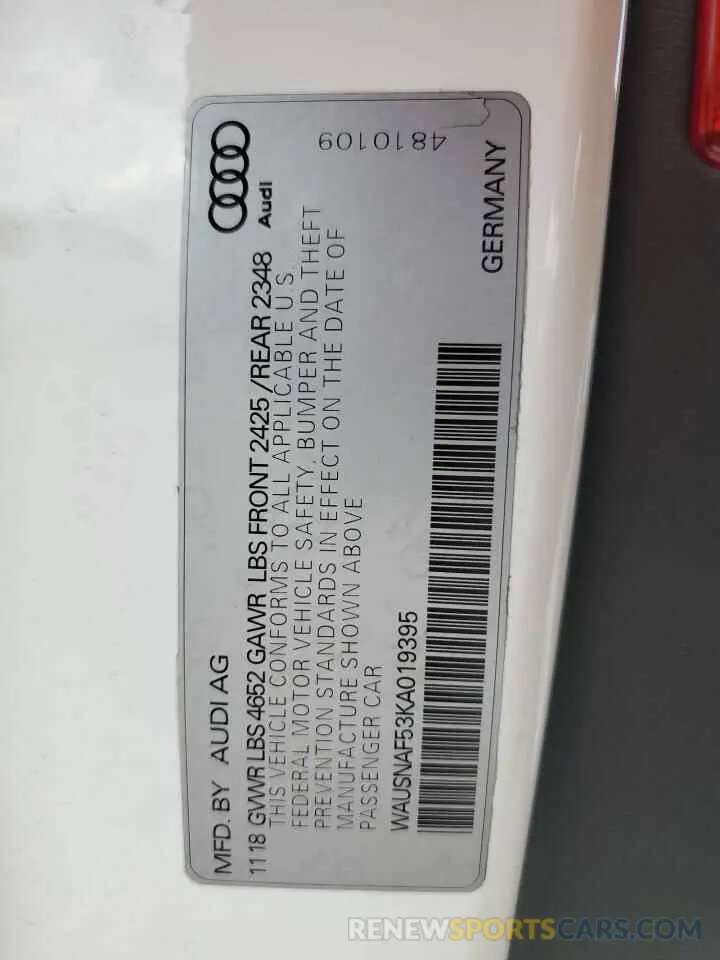 MFD. BY AUDI AG
Audi
1118 GVWR LBS 4652 GAWR LBS FRONT 2425 /REAR 2348
THIS VEHICLE CONFORMS TO ALL APPLICABLE U.S.
FEDERAL MOTOR VEHICLE SAFETY, BUMPER AND THEFT
PREVENTION STANDARDS IN EFFECT ON THE DATE OF
MANUFACTURE SHOWN ABOVE
PASSENGER CAR
WAUSNAF53KA019395
GERMANY
4810109
RENEWSPORTSCARS.COM